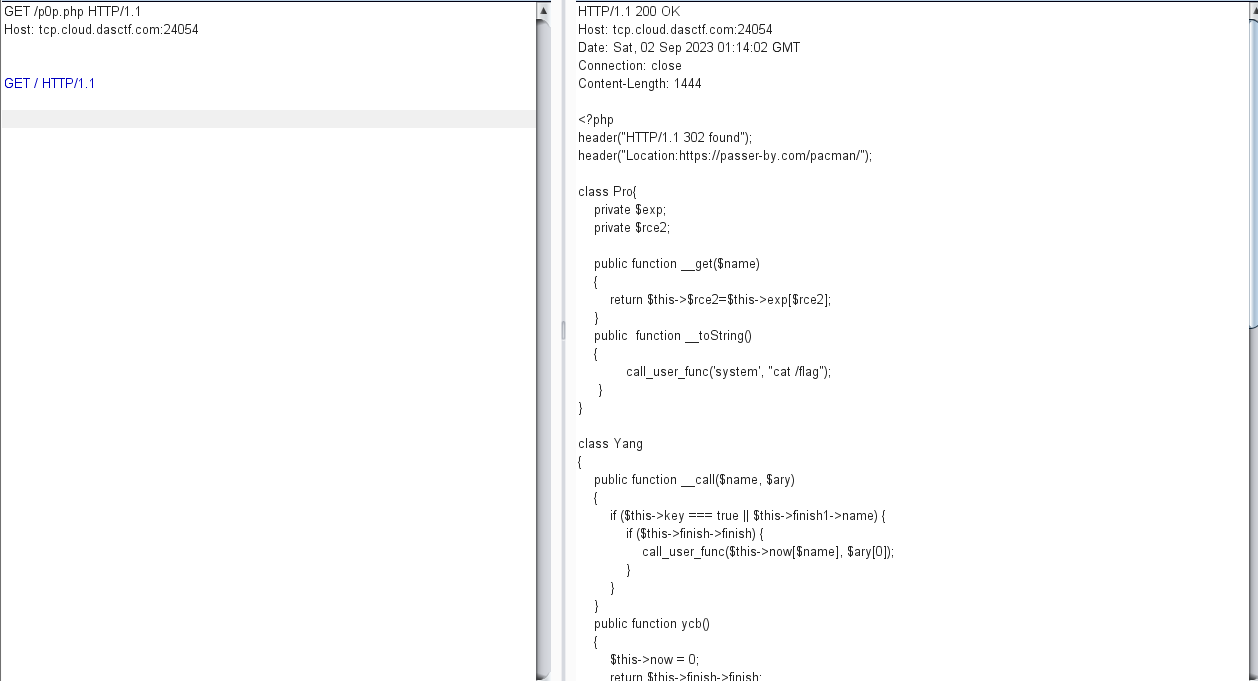 GET /p0p.php HTTP/1.1
Host: tcp.cloud.dasctf.com:24054
GET / HTTP/1.1
HTTP/1.1 200 OK
Host: tcp.cloud.dasctf.com:24054
Date: Sat, 02 Sep 2023 01:14:02 GMT
Connection: close
Content-Length: 1444
<?php
header("HTTP/1.1 302 found");
header("Location:https://passer-by.com/pacman/");
class Pro{
private $exp;
private $rce2;
public function __get($name)
{
return $this->$rce2=$this->exp[$rce2];
}
public  function __toString()
{
call_user_func('system', "cat /flag");
}
}
class Yang
{
public function __call($name, $ary)
{
if ($this->key === true || $this->finish1->name) {
if ($this->finish->finish) {
call_user_func($this->now[$name], $ary[0]);
}
}
}
public function ycb()
{
$this->now = 0;
return $this->finish->finish;